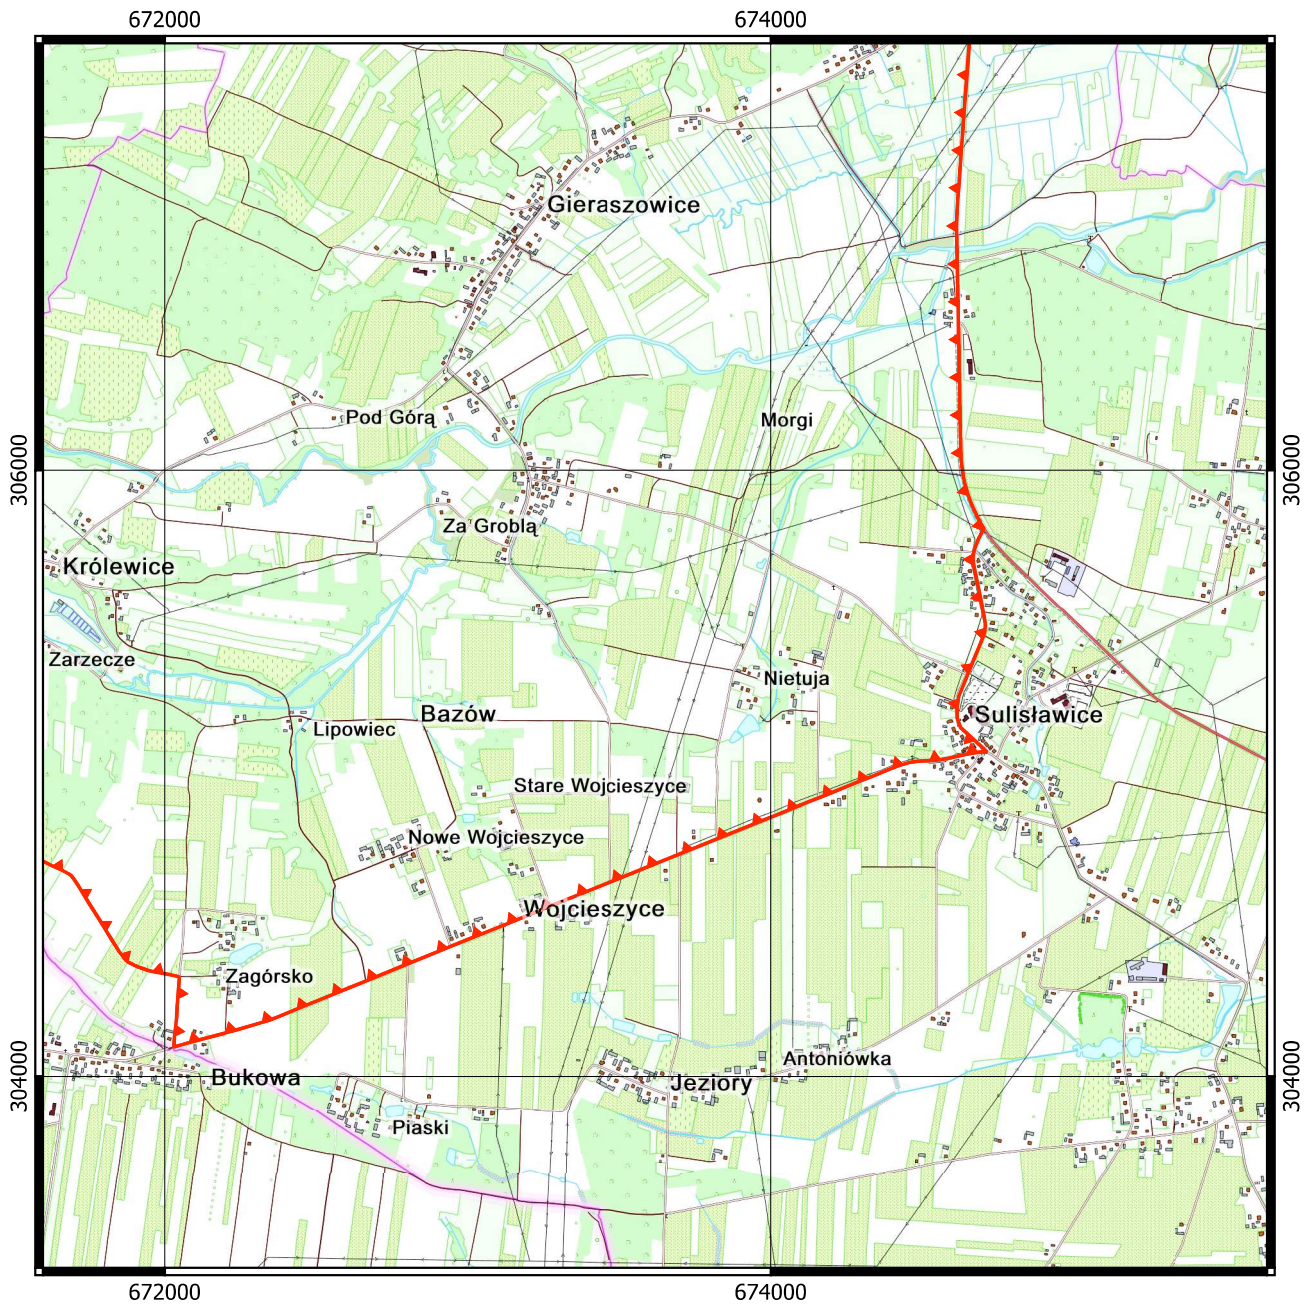 672000
674000
Gieraszowice
Pod Górą
Morgi
306000
306000
Za Groblą
Królewice
Zarzecze
Nietuja
Bazów
Sulisławice
Lipowiec
Stare Wojcieszyce
Nowe Wojcieszyce
Wojcieszyce
Zagórsko
Antoniówka
Bukowa
Jeziory
304000
304000
Piaski
672000
674000